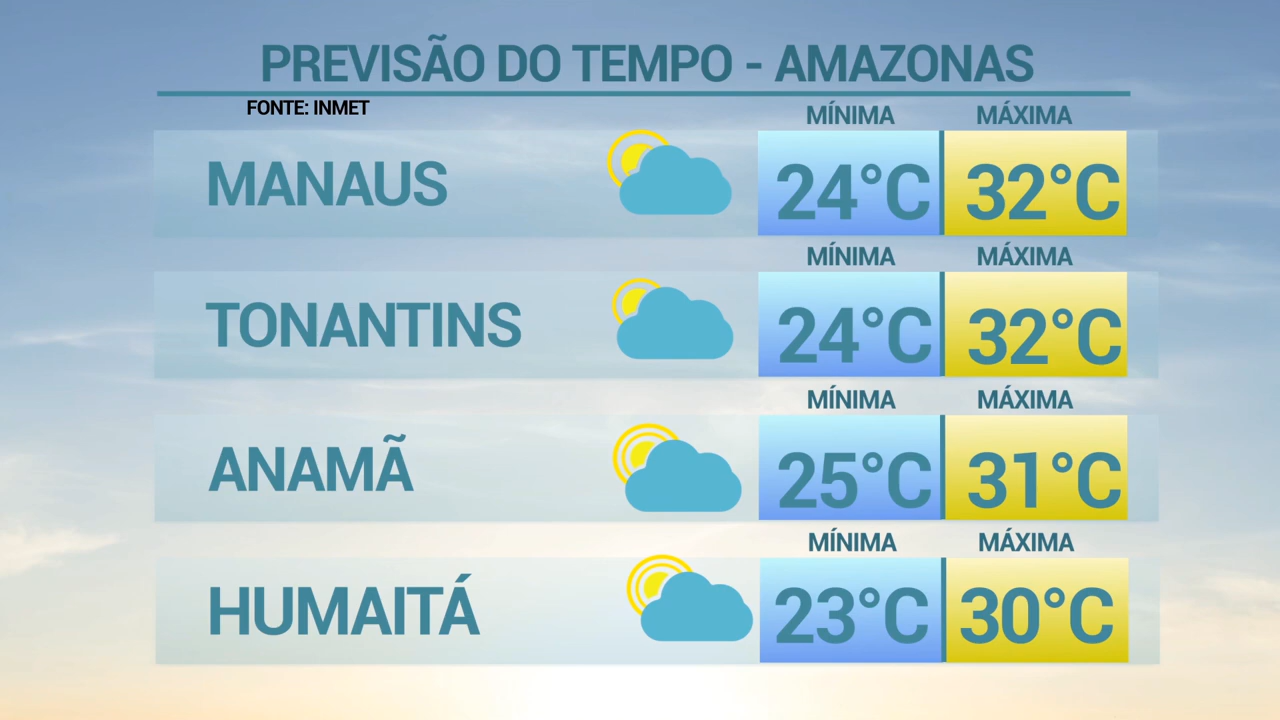 PREVISÃO DO TEMPO - AMAZONAS
FONTE: INMET
MÍNIMA MÁXIMA
MANAUS 24°C 32°C
MÍNIMA MÁXIMA
TONANTINS 24°C 32°C
MÍNIMA MÁXIMA
ANAMÃ 25°C 31°C
MÍNIMA MÁXIMA
HUMAITÁ 23°C 30°C